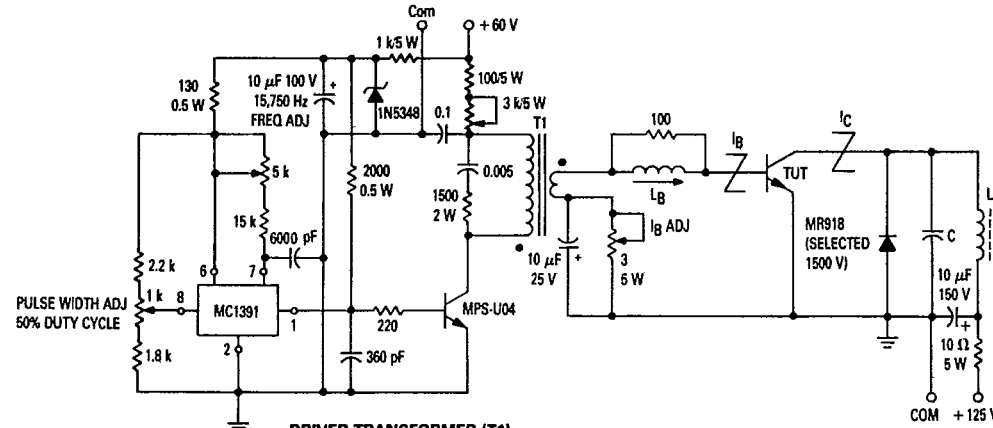 Com
+ 60 V
1 k/5 W
130
0.5 W
10 μF 100 V
+
15,750 Hz
FREQ ADJ
1N5348
100/5 W
3 k/5 W
0.1
T1
5 k
2000
0.5 W
0.005
1500
2 W
15 k
6000 pF
2.2 k
6
7
PULSE WIDTH ADJ
50% DUTY CYCLE
1 k
8
MC1391
1
220
MPS-U04
2
1.8 k
360 pF
100
LB
IB
TUT
IC
IB ADJ
10 μF
25 V
+
3
5 W
MR918
(SELECTED
1500 V)
C
L
10 μF
150 V
+
10 Ω
5 W
COM
+ 125 V
DRIVER TRANSFORMER (T1)